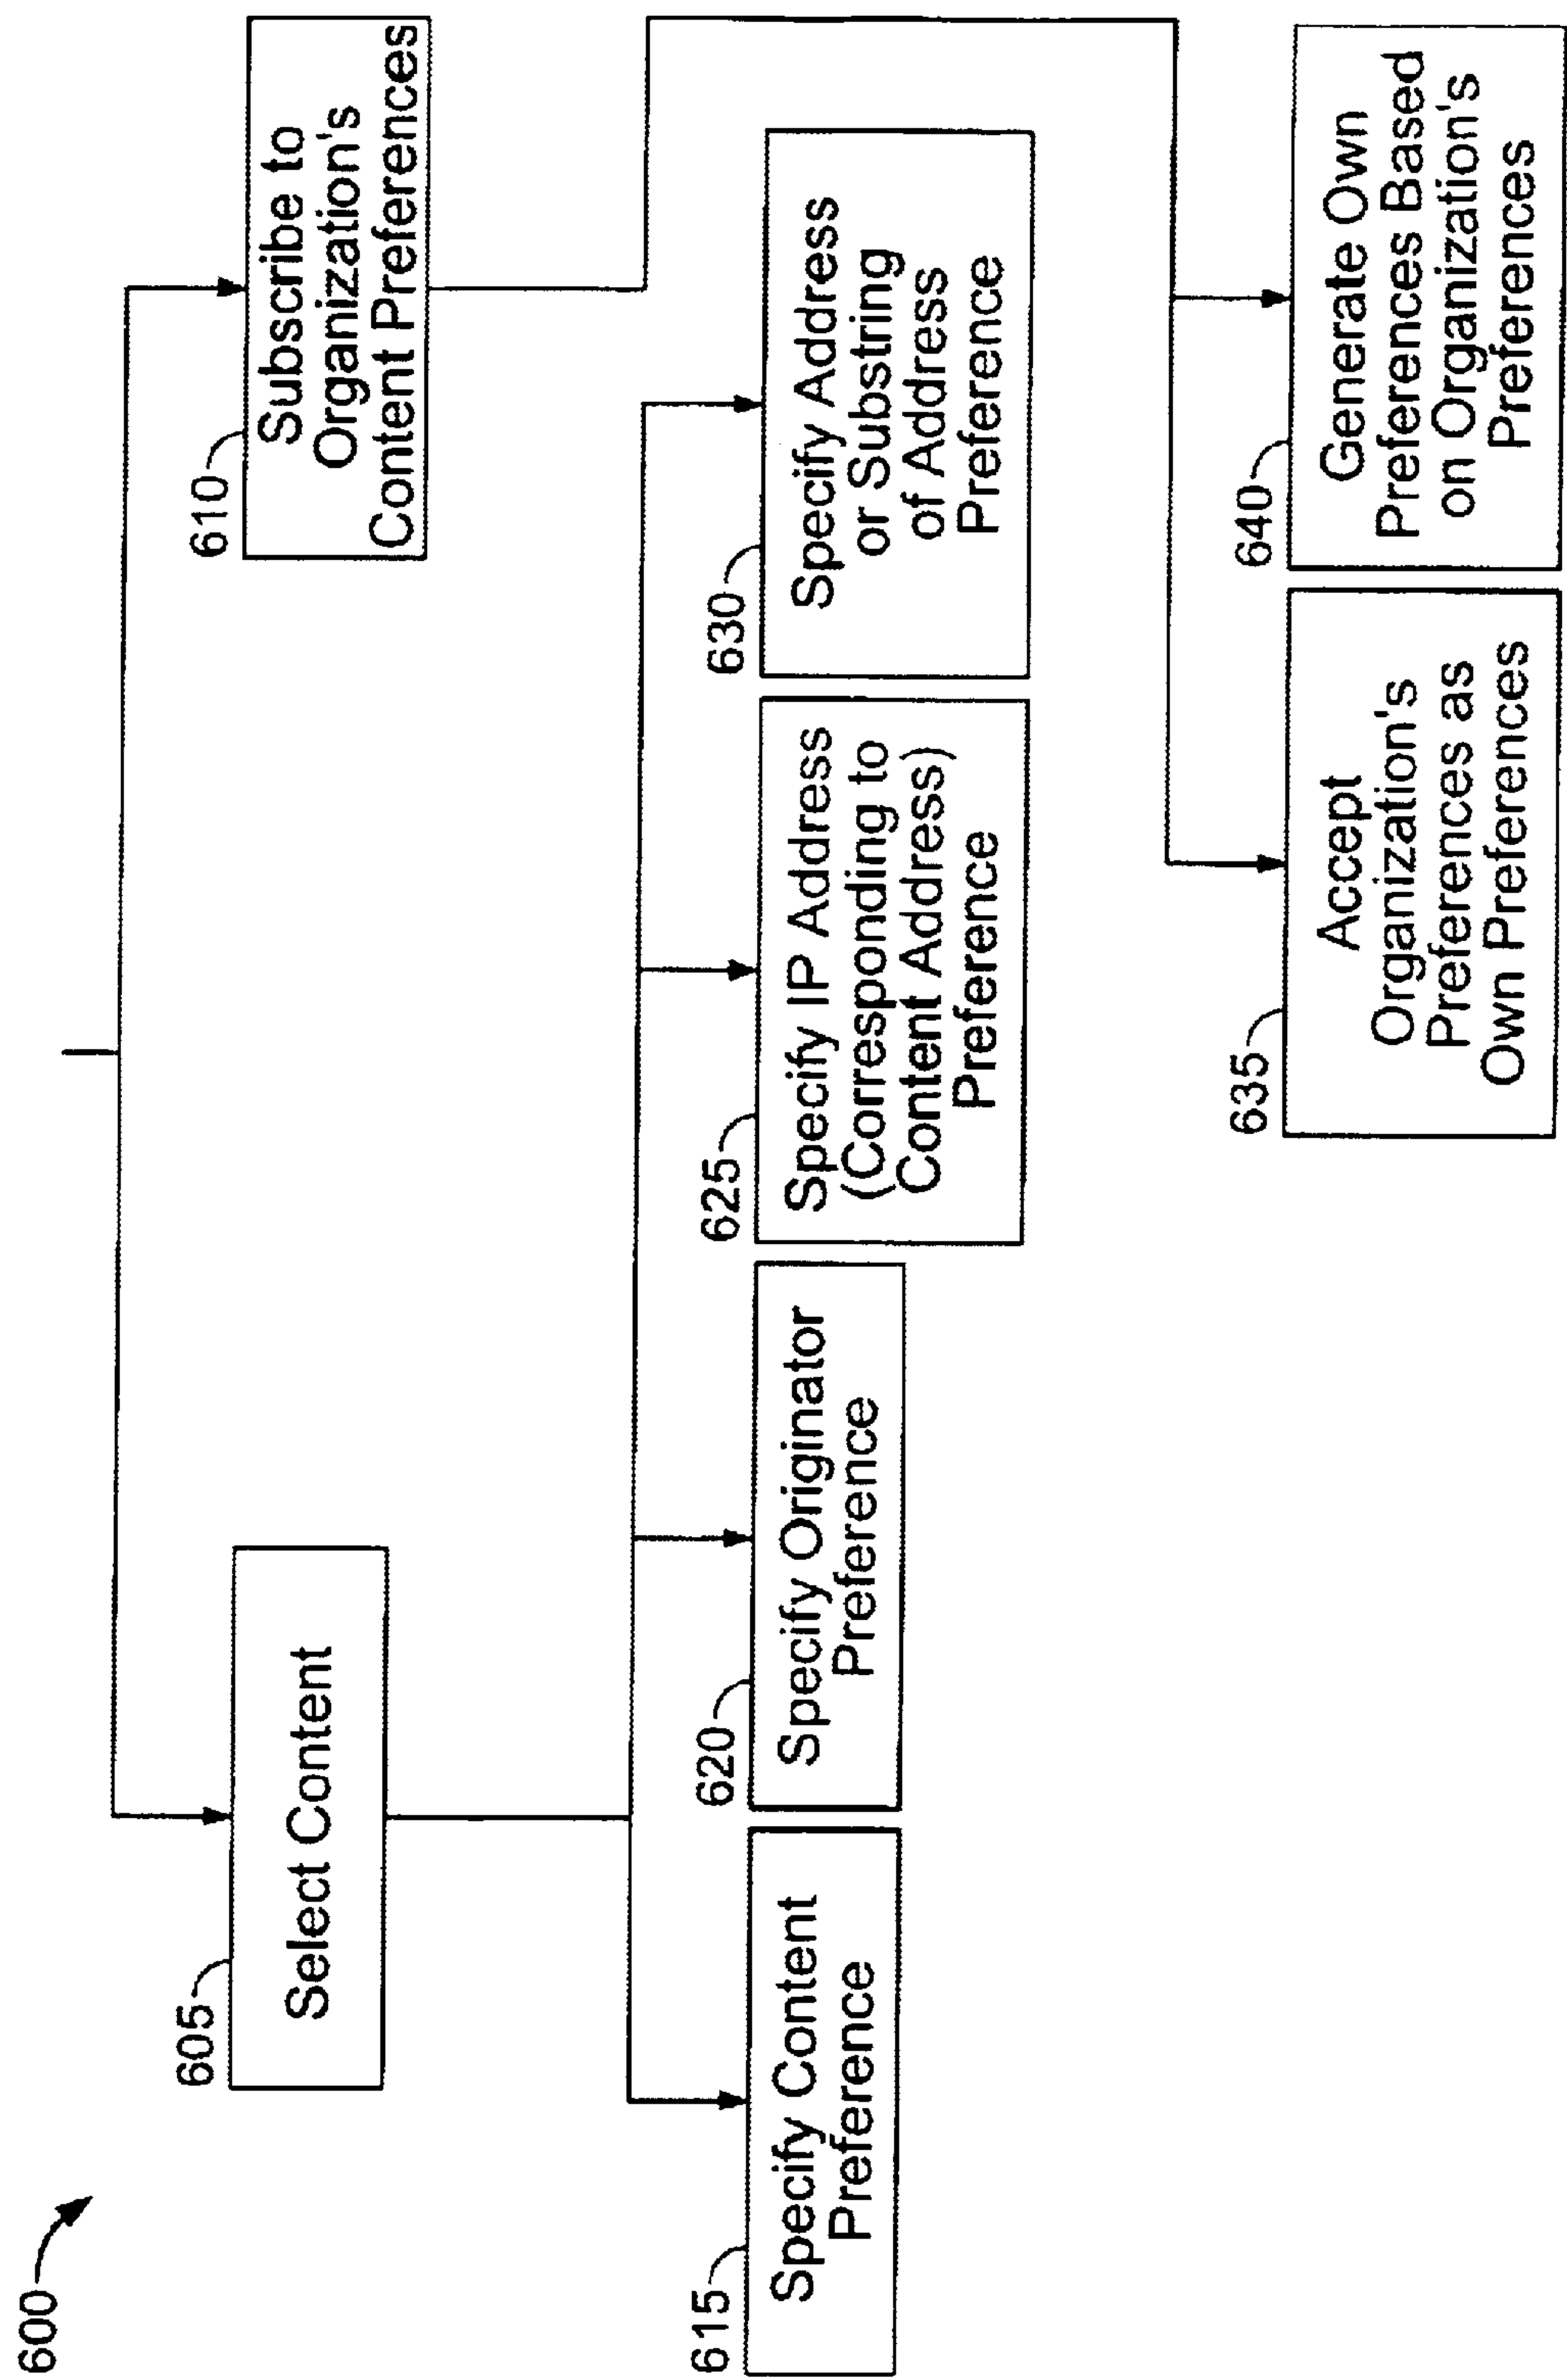 600
605
Select Content
610
Subscribe to
Organization's
Content Preferences
615
Specify Content
Preference
620
Specify Originator
Preference
625
Specify IP Address
(Corresponding to
Content Address)
Preference
630
Specify Address
or Substring
of Address
Preference
635
Accept
Organization's
Preferences as
Own Preferences
640
Generate Own
Preferences Based
on Organization's
Preferences